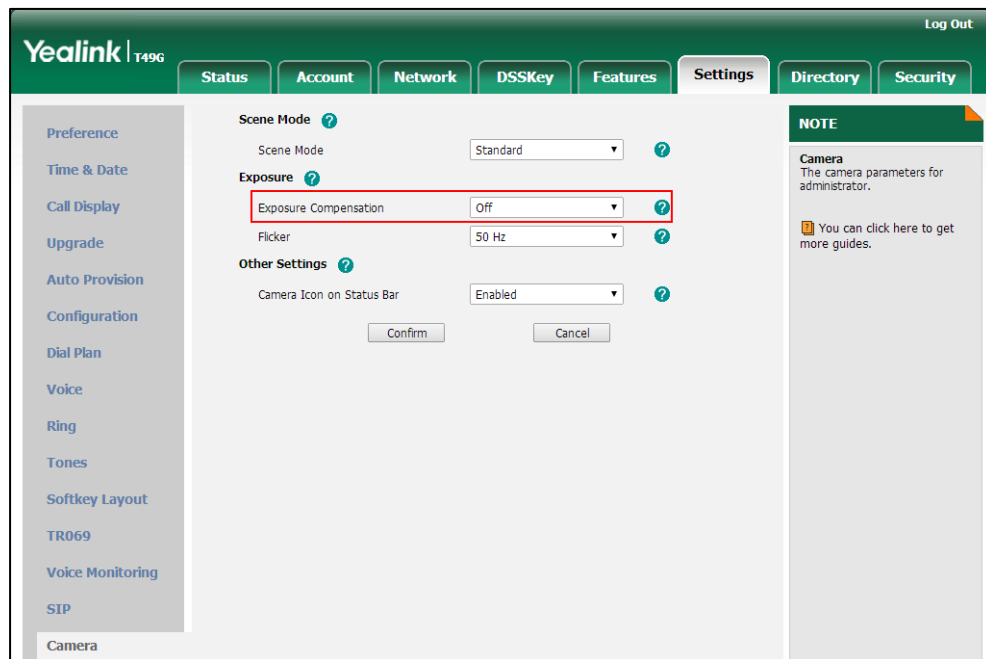 Log Out
Yealink | T49G
Status Account Network DSSKey Features Settings Directory Security
Preference
Time & Date
Call Display
Upgrade
Auto Provision
Configuration
Dial Plan
Voice
Ring
Tones
Softkey Layout
TR069
Voice Monitoring
SIP
Camera
Scene Mode ?
Scene Mode Standard ?
Exposure ?
Exposure Compensation Off ?
Flicker 50 Hz ?
Other Settings ?
Camera Icon on Status Bar Enabled ?
Confirm Cancel
NOTE
Camera
The camera parameters for
administrator.
? You can click here to get
more guides.